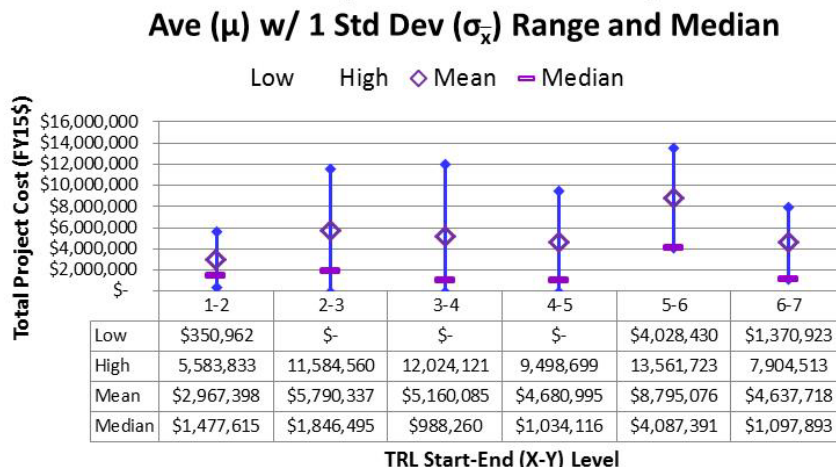 Ave (μ) w/ 1 Std Dev (σx̄) Range and Median
Low High Mean Median
Total Project Cost (FY15$)
$16,000,000
$14,000,000
$12,000,000
$10,000,000
$8,000,000
$6,000,000
$4,000,000
$2,000,000
$-
1-2 2-3 3-4 4-5 5-6 6-7
Low $350,962 $- $- $- $4,028,430 $1,370,923
High 5,583,833 11,584,560 12,024,121 9,498,699 13,561,723 7,904,513
Mean $2,967,398 $5,790,337 $5,160,085 $4,680,995 $8,795,076 $4,637,718
Median $1,477,615 $1,846,495 $988,260 $1,034,116 $4,087,391 $1,097,893
TRL Start-End (X-Y) Level